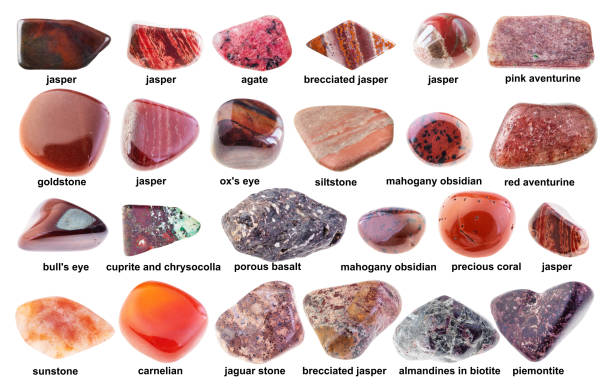 jasper
jasper
agate
brecciated jasper
jasper
pink aventurine
goldstone
jasper
ox's eye
siltstone
mahogany obsidian
red aventurine
bull's eye
cuprite and chrysocolla
porous basalt
mahogany obsidian
precious coral
jasper
sunstone
carnelian
jaguar stone
brecciated jasper
almandines in biotite
piemontite